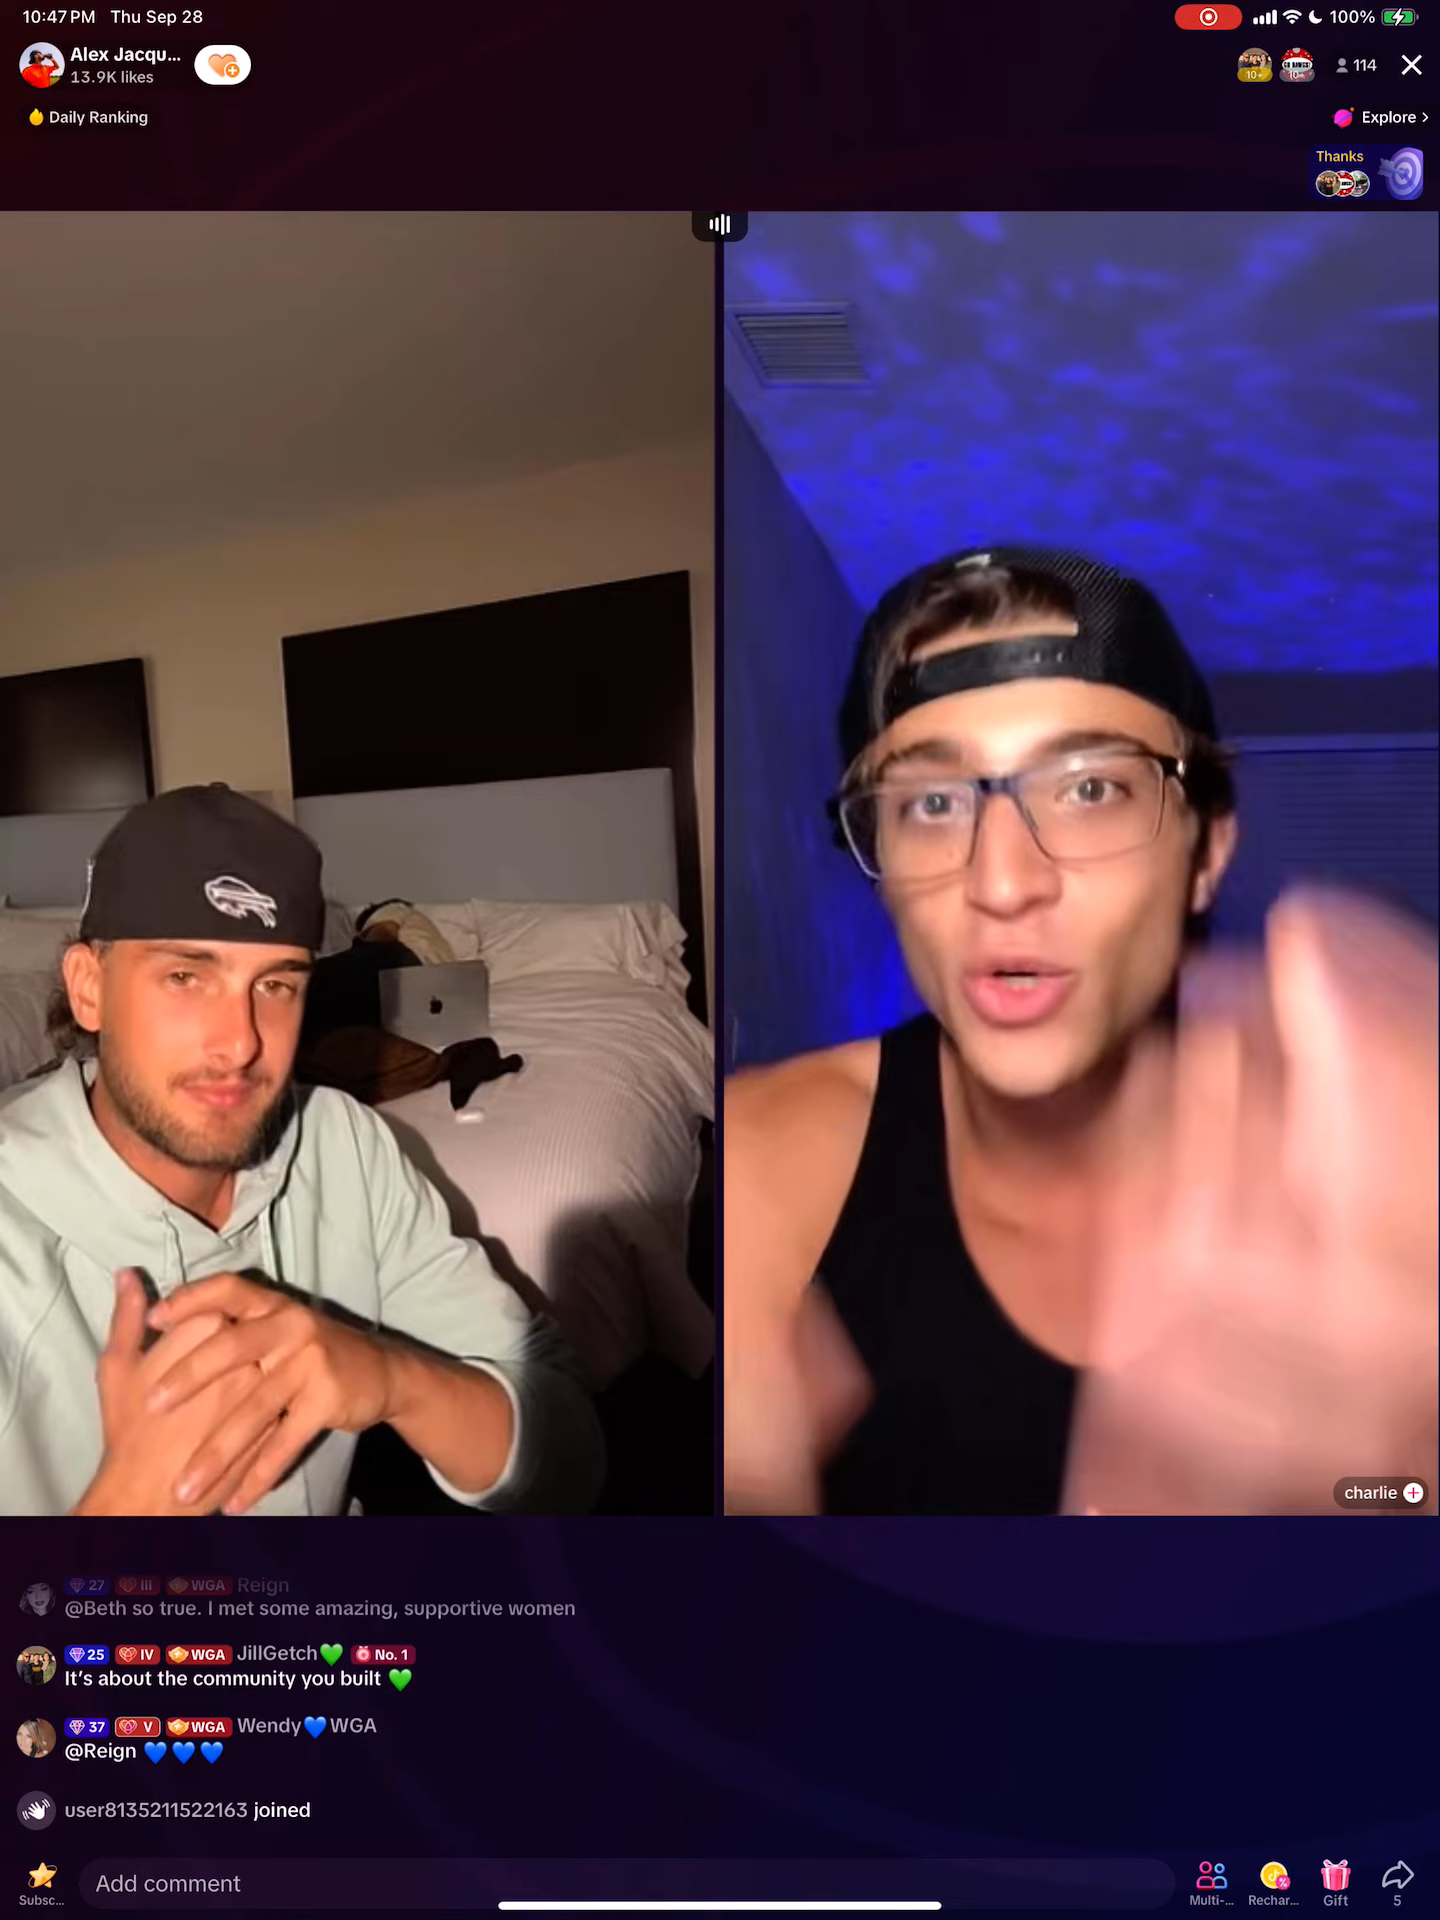 10:47 PM Thu Sep 28
100%
Alex Jacqu...
13.9K likes
10+
10+
114
Daily Ranking
Explore >
Thanks
charlie
27 III WGA Reign
@Beth so true. I met some amazing, supportive women
25 IV WGA JillGetch💚 No. 1
It's about the community you built 💚
37 V WGA Wendy💙WGA
@Reign 💙💙💙
user8135211522163 joined
Subsc...
Add comment
Multi-...
Rechar...
Gift
5